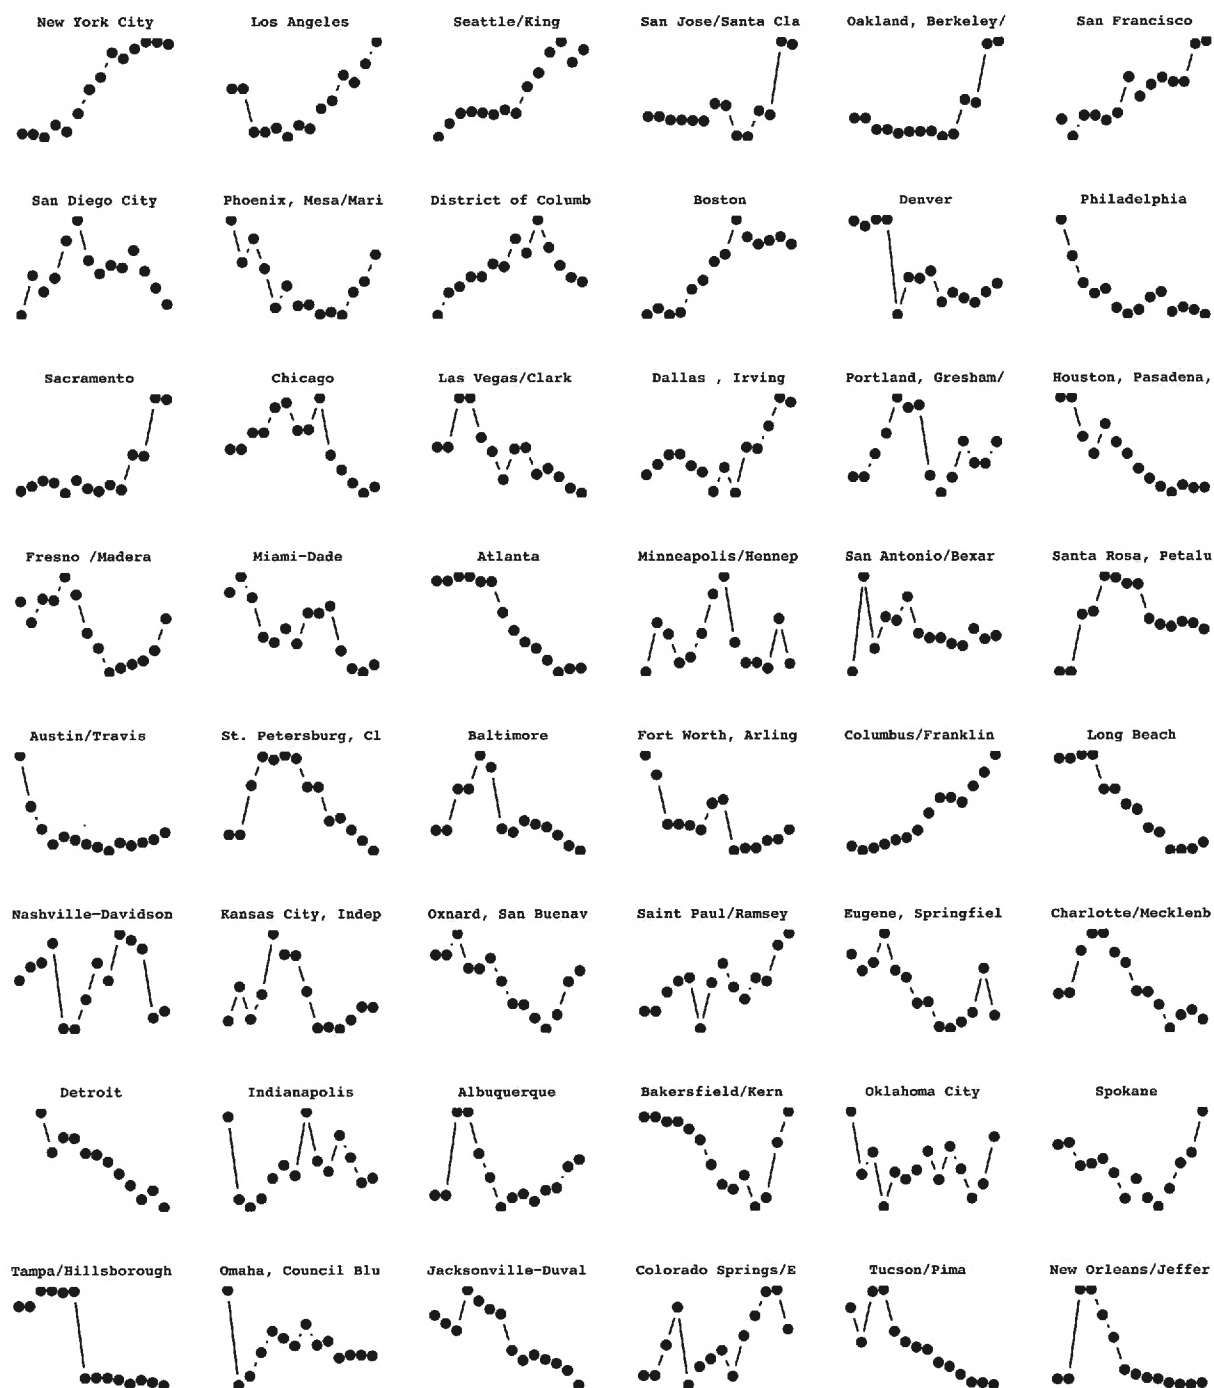 New York City
Los Angeles
Seattle/King
San Jose/Santa Cla
Oakland, Berkeley/
San Francisco
San Diego City
Phoenix, Mesa/Mari
District of Columb
Boston
Denver
Philadelphia
Sacramento
Chicago
Las Vegas/Clark
Dallas , Irving
Portland, Gresham/
Houston, Pasadena,
Fresno /Madera
Miami-Dade
Atlanta
Minneapolis/Hennep
San Antonio/Bexar
Santa Rosa, Petalu
Austin/Travis
St. Petersburg, Cl
Baltimore
Fort Worth, Arling
Columbus/Franklin
Long Beach
Nashville-Davidson
Kansas City, Indep
Oxnard, San Buenav
Saint Paul/Ramsey
Eugene, Springfiel
Charlotte/Mecklenb
Detroit
Indianapolis
Albuquerque
Bakersfield/Kern
Oklahoma City
Spokane
Tampa/Hillsborough
Omaha, Council Blu
Jacksonville-Duval
Colorado Springs/E
Tucson/Pima
New Orleans/Jeffer